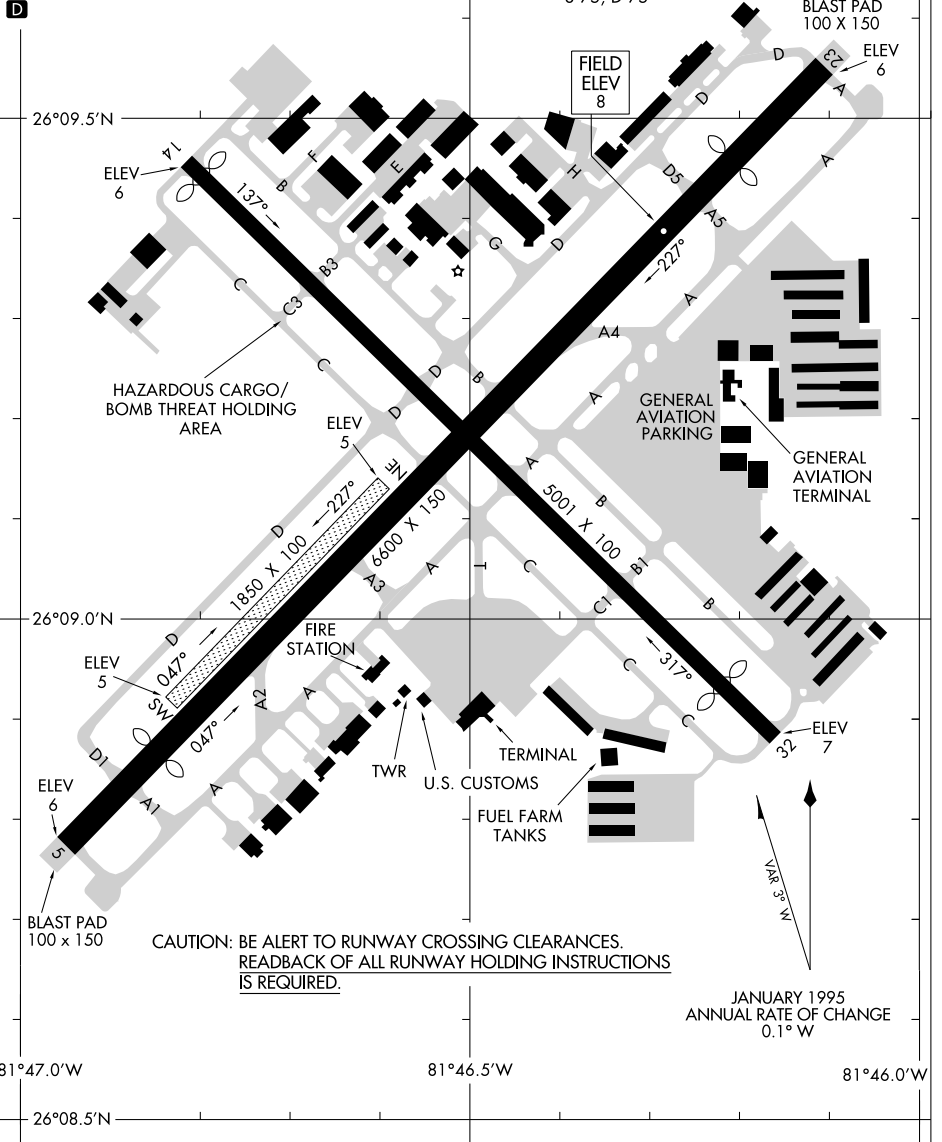 D
S-75, D-75
BLAST PAD
100 X 150
23
ELEV
6
FIELD
ELEV
8
D
A
26°09.5'N
14
ELEV
6
D
A
F
E
B
H
D5
137°
A5
G
D
227°
B3
C
C3
A
A4
C
D
B
HAZARDOUS CARGO/
BOMB THREAT HOLDING
AREA
D
A
GENERAL
AVIATION
PARKING
ELEV
5
NE
A
GENERAL
AVIATION
TERMINAL
227°
B
5001 X 100
D
1850 X 100
6600 X 150
A3
A
T
C
B1
C1
B
26°09.0'N
FIRE
STATION
D
047°
C
317°
ELEV
5
SW
A2
A
047°
C
D1
TERMINAL
32
ELEV
7
TWR
U.S. CUSTOMS
ELEV
6
A1
A
FUEL FARM
TANKS
5
VAR 3° W
BLAST PAD
100 x 150
CAUTION: BE ALERT TO RUNWAY CROSSING CLEARANCES.
READBACK OF ALL RUNWAY HOLDING INSTRUCTIONS
IS REQUIRED.
JANUARY 1995
ANNUAL RATE OF CHANGE
0.1° W
81°47.0'W
81°46.5'W
81°46.0'W
26°08.5'N